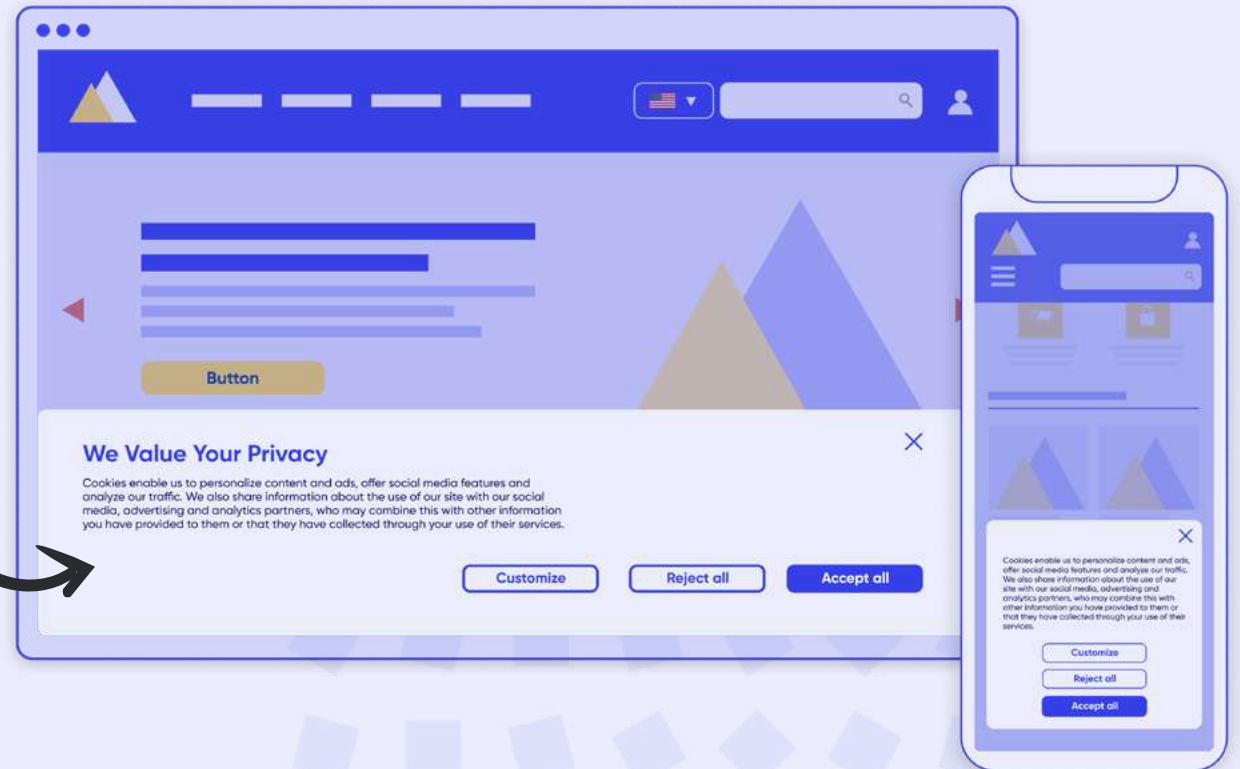 Button
We Value Your Privacy
Cookies enable us to personalize content and ads, offer social media features and
analyze our traffic. We also share information about the use of our site with our social
media, advertising and analytics partners, who may combine this with other information
you have provided to them or that they have collected through your use of their services.
Customize Reject all Accept all
Cookies enable us to personalize content and ads,
offer social media features and analyze our traffic.
We also share information about the use of our
site with our social media, advertising and
analytics partners, who may combine this with
other information you have provided to them or
that they have collected through your use of their
services.
Customize
Reject all
Accept all